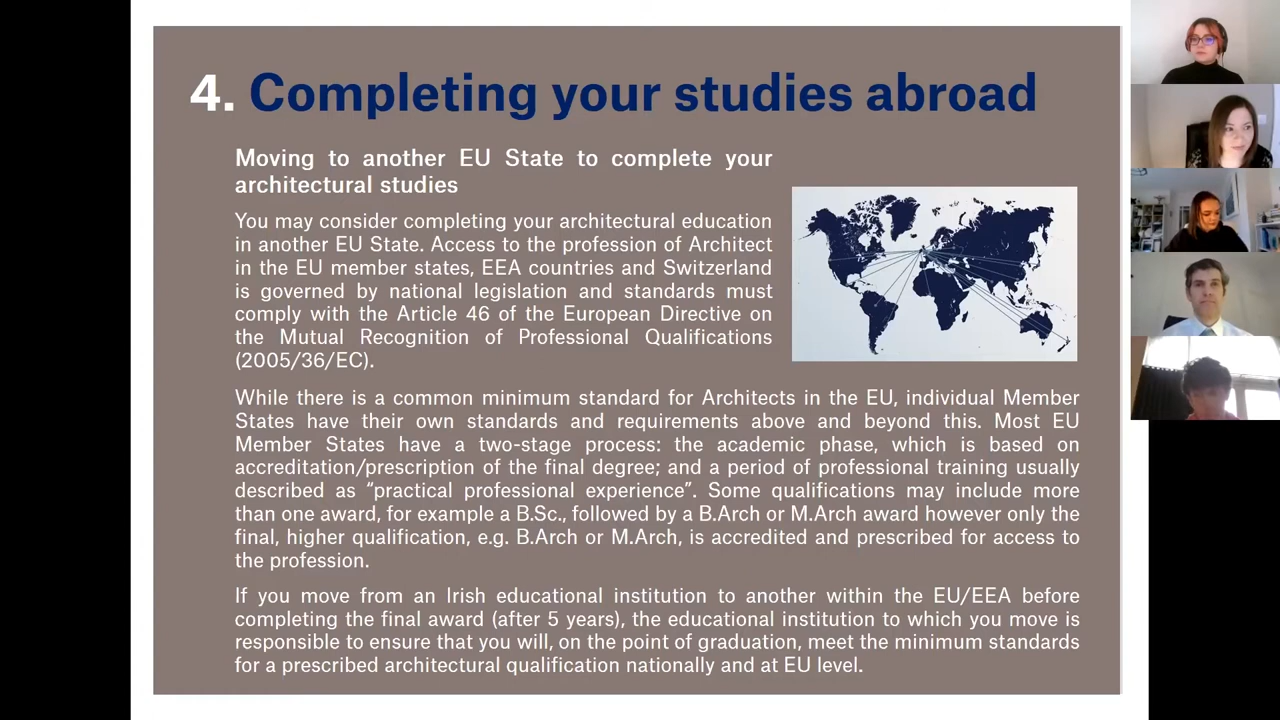 4. Completing your studies abroad
Moving to another EU State to complete your
architectural studies
You may consider completing your architectural education
in another EU State. Access to the profession of Architect
in the EU member states, EEA countries and Switzerland
is governed by national legislation and standards must
comply with the Article 46 of the European Directive on
the Mutual Recognition of Professional Qualifications
(2005/36/EC).
While there is a common minimum standard for Architects in the EU, individual Member
States have their own standards and requirements above and beyond this. Most EU
Member States have a two-stage process: the academic phase, which is based on
accreditation/prescription of the final degree; and a period of professional training usually
described as “practical professional experience”. Some qualifications may include more
than one award, for example a B.Sc., followed by a B.Arch or M.Arch award however only the
final, higher qualification, e.g. B.Arch or M.Arch, is accredited and prescribed for access to
the profession.
If you move from an Irish educational institution to another within the EU/EEA before
completing the final award (after 5 years), the educational institution to which you move is
responsible to ensure that you will, on the point of graduation, meet the minimum standards
for a prescribed architectural qualification nationally and at EU level.